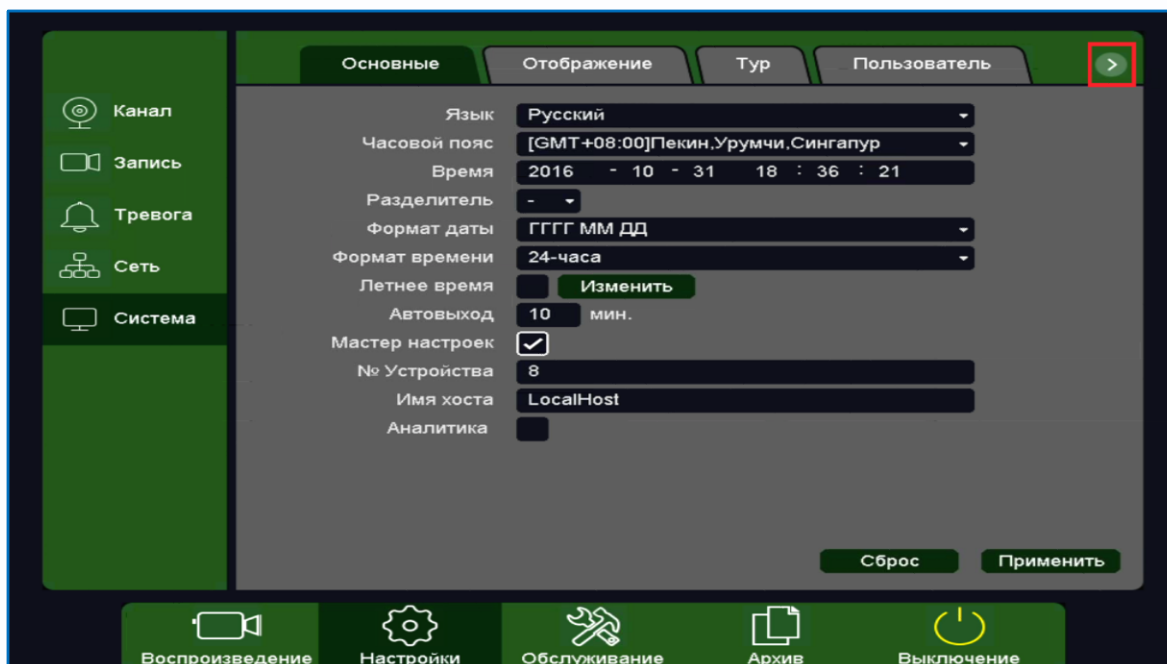 Основные Отображение Тур Пользователь >
Канал
Запись
Тревога
Сеть
Система
Язык Русский
Часовой пояс [GMT+08:00]Пекин,Урумчи,Сингапур
Время 2016 - 10 - 31 18 : 36 : 21
Разделитель -
Формат даты ГГГГ ММ ДД
Формат времени 24-часа
Летнее время Изменить
Автовыход 10 мин.
Мастер настроек
№ Устройства 8
Имя хоста LocalHost
Аналитика
Сброс Применить
Воспроизведение Настройки Обслуживание Архив Выключение